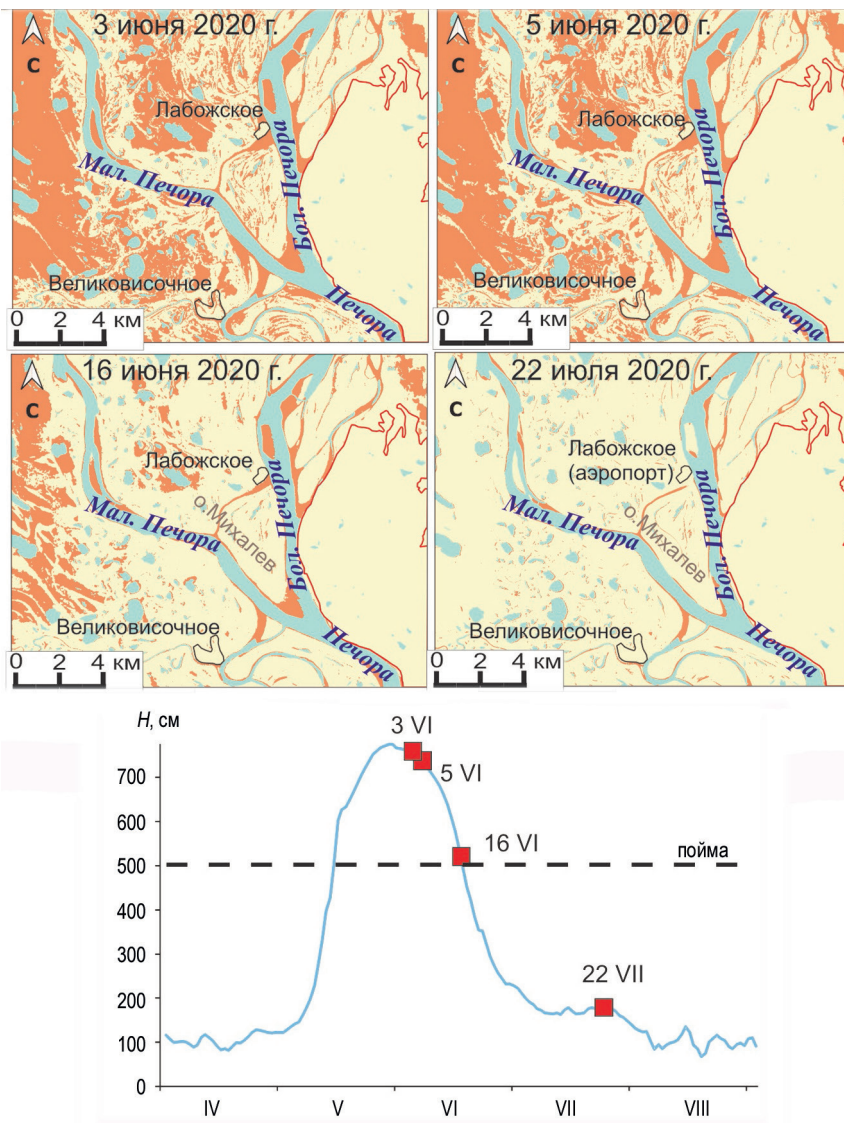 3 июня 2020 г.
С
Лабожское
Мал. Печора
Бол. Печора
Великовисочное
Печора
0 2 4 км
5 июня 2020 г.
С
Лабожское
Мал. Печора
Бол. Печора
Великовисочное
Печора
0 2 4 км
16 июня 2020 г.
С
Лабожское
о.Михалев
Мал. Печора
Бол. Печора
Великовисочное
Печора
0 2 4 км
22 июля 2020 г.
С
Лабожское
(аэропорт)
о.Михалев
Мал. Печора
Бол. Печора
Великовисочное
Печора
0 2 4 км
H, см
3 VI
5 VI
16 VI
22 VII
пойма
700
600
500
400
300
200
100
0
IV V VI VII VIII